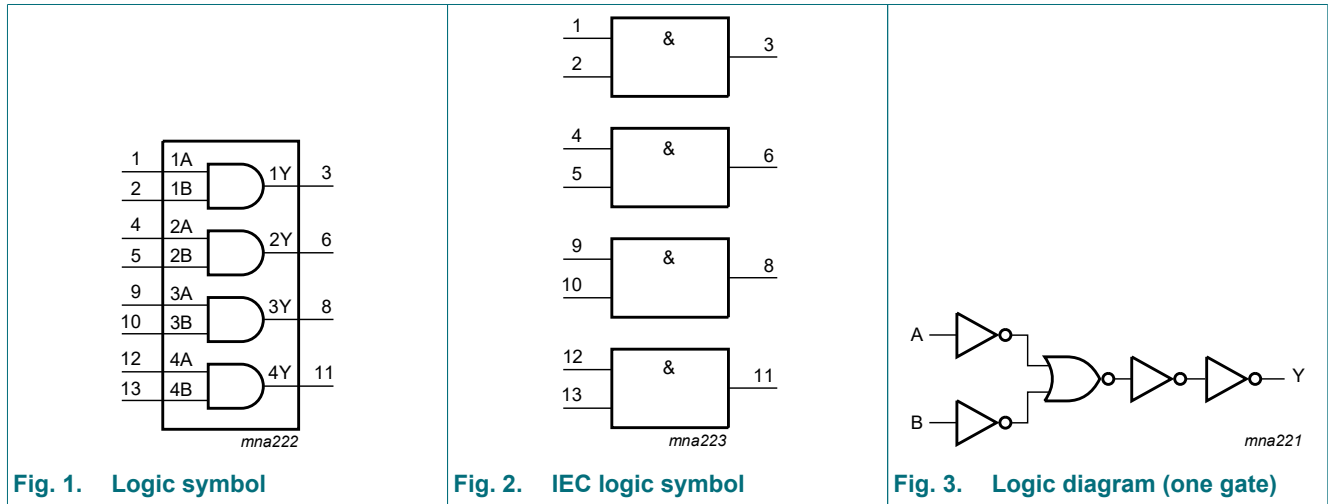 1 1A 1Y 3
2 1B
4 2A 2Y 6
5 2B
9 3A 3Y 8
10 3B
12 4A 4Y 11
13 4B
mna222
Fig. 1. Logic symbol
1 & 3
2
4 & 6
5
9 & 8
10
12 & 11
13
mna223
Fig. 2. IEC logic symbol
A
Y
B
mna221
Fig. 3. Logic diagram (one gate)